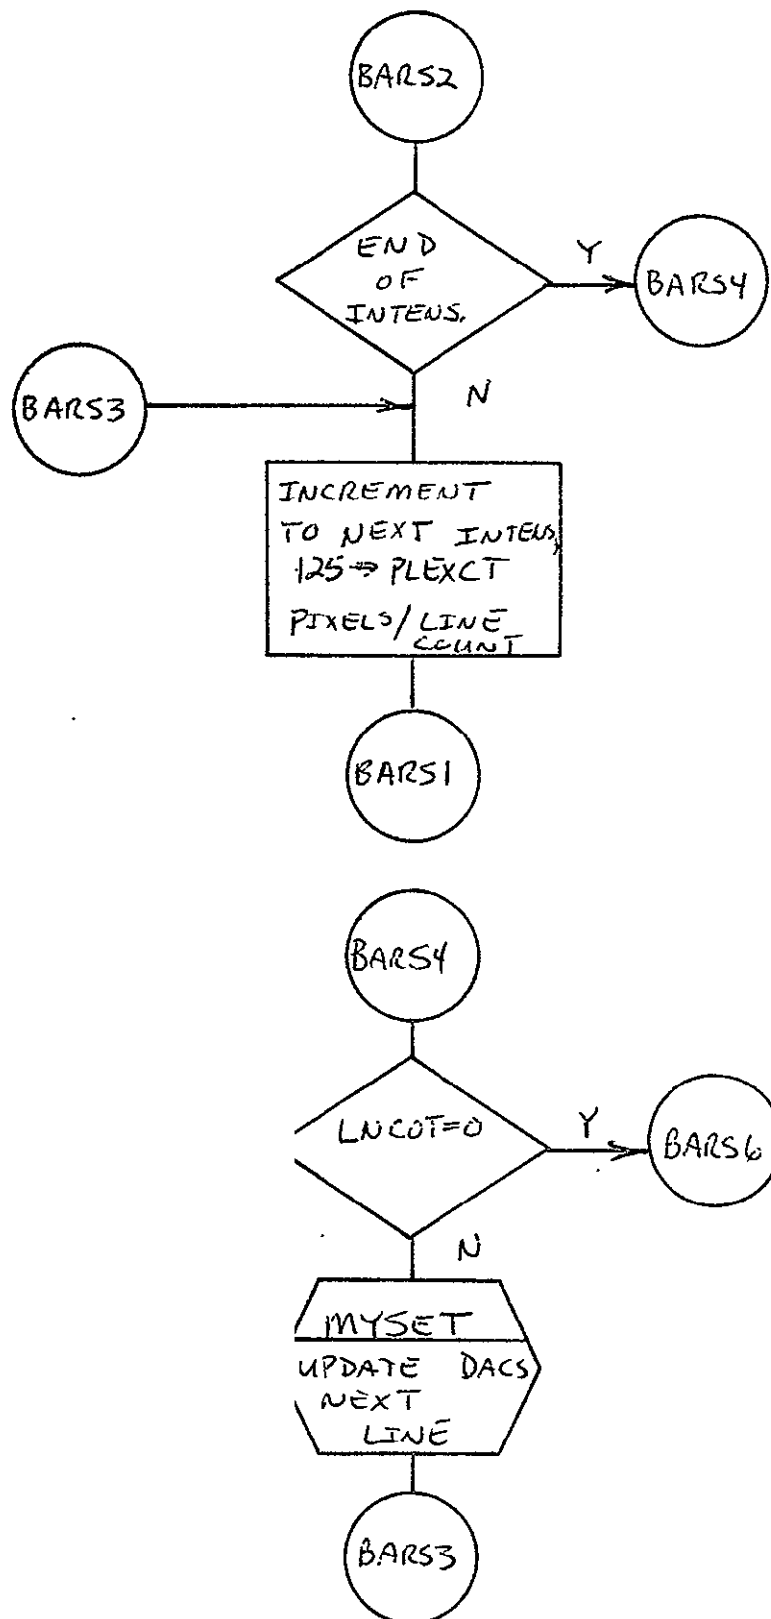 BARS2
END
OF
INTENS.
Y
BARS4
N
BARS3
INCREMENT
TO NEXT INTENS,
125→PLEXCT
PIXELS/LINE
COUNT
BARS1
BARS4
LNCOT=0
Y
BARS6
N
MYSET
UPDATE DACS
NEXT
LINE
BARS3